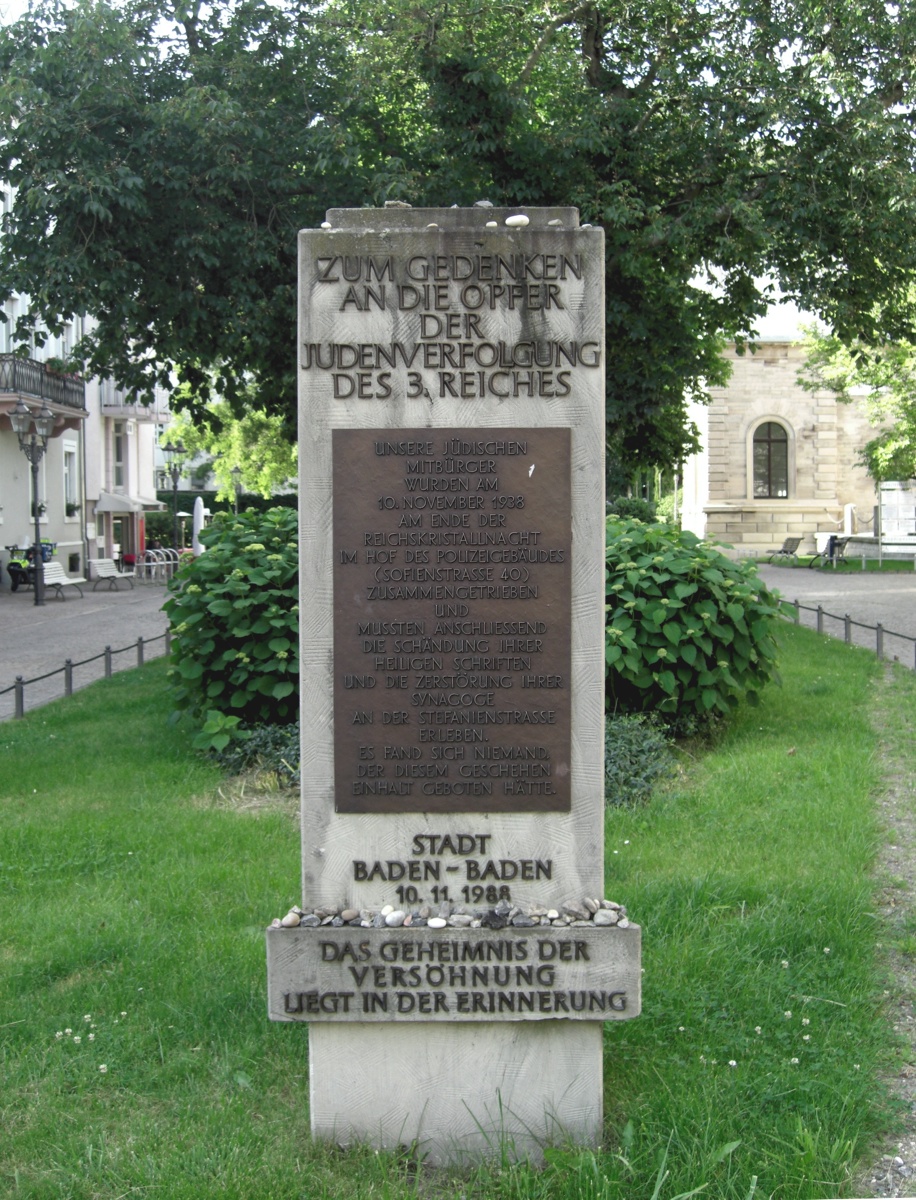 ZUM GEDENKEN
AN DIE OPFER
DER
JUDENVERFOLGUNG
DES 3. REICHES
UNSERE JÜDISCHEN
MITBÜRGER
WURDEN AM
10. NOVEMBER 1938
AM ENDE DER
REICHSKRISTALLNACHT
IM HOF DES POLIZEIGEBÄUDES
(SOFIENSTRASSE 40)
ZUSAMMENGETRIEBEN
UND
MUSSTEN ANSCHLIESSEND
DIE SCHÄNDUNG IHRER
HEILIGEN SCHRIFTEN
UND DIE ZERSTÖRUNG IHRER
SYNAGOGE
AN DER STEFANIENSTRASSE
ERLEBEN.
ES FAND SICH NIEMAND,
DER DIESEM GESCHEHEN
EINHALT GEBOTEN HÄTTE.
STADT
BADEN-BADEN
10. 11. 1988
DAS GEHEIMNIS DER
VERSÖHNUNG
LIEGT IN DER ERINNERUNG